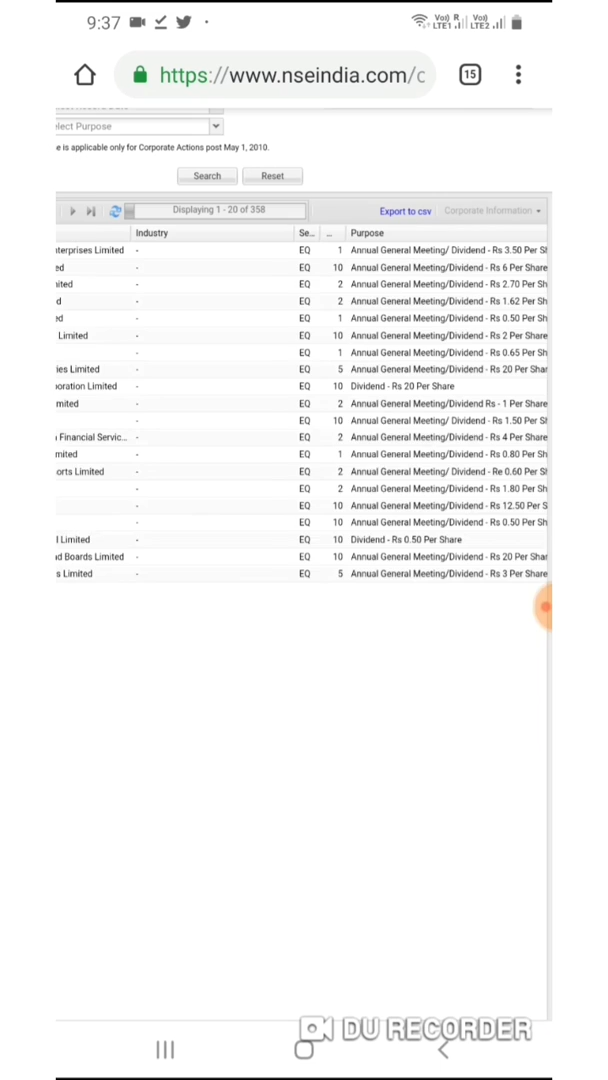 9:37 Vo)) R LTE1 Vo)) LTE2
https://www.nseindia.com/c 15
elect Purpose
e is applicable only for Corporate Actions post May 1, 2010.
Search Reset
Displaying 1 - 20 of 358 Export to csv Corporate Information
Industry Se... ... Purpose
terprises Limited - EQ 1 Annual General Meeting/ Dividend - Rs 3.50 Per S
ed - EQ 10 Annual General Meeting/Dividend - Rs 6 Per Share
ited - EQ 2 Annual General Meeting/Dividend - Rs 2.70 Per Sh
d - EQ 2 Annual General Meeting/Dividend - Rs 1.62 Per Sh
ed - EQ 1 Annual General Meeting/Dividend - Rs 0.50 Per Sh
Limited - EQ 10 Annual General Meeting/Dividend - Rs 2 Per Share
- EQ 1 Annual General Meeting/Dividend - Rs 0.65 Per Sh
ies Limited - EQ 5 Annual General Meeting/Dividend - Rs 20 Per Shar
oration Limited - EQ 10 Dividend - Rs 20 Per Share
mited - EQ 2 Annual General Meeting/Dividend Rs - 1 Per Share
- EQ 10 Annual General Meeting/ Dividend - Rs 1.50 Per S
Financial Servic... - EQ 2 Annual General Meeting/Dividend - Rs 4 Per Share
mited - EQ 1 Annual General Meeting/Dividend - Rs 0.80 Per Sh
orts Limited - EQ 2 Annual General Meeting/ Dividend - Re 0.60 Per S
- EQ 2 Annual General Meeting/Dividend - Rs 1.80 Per Sh
- EQ 10 Annual General Meeting/Dividend - Rs 12.50 Per S
- EQ 10 Annual General Meeting/Dividend - Rs 0.50 Per Sh
l Limited - EQ 10 Dividend - Rs 0.50 Per Share
d Boards Limited - EQ 10 Annual General Meeting/Dividend - Rs 20 Per Shar
s Limited - EQ 5 Annual General Meeting/Dividend - Rs 3 Per Share
DU RECORDER